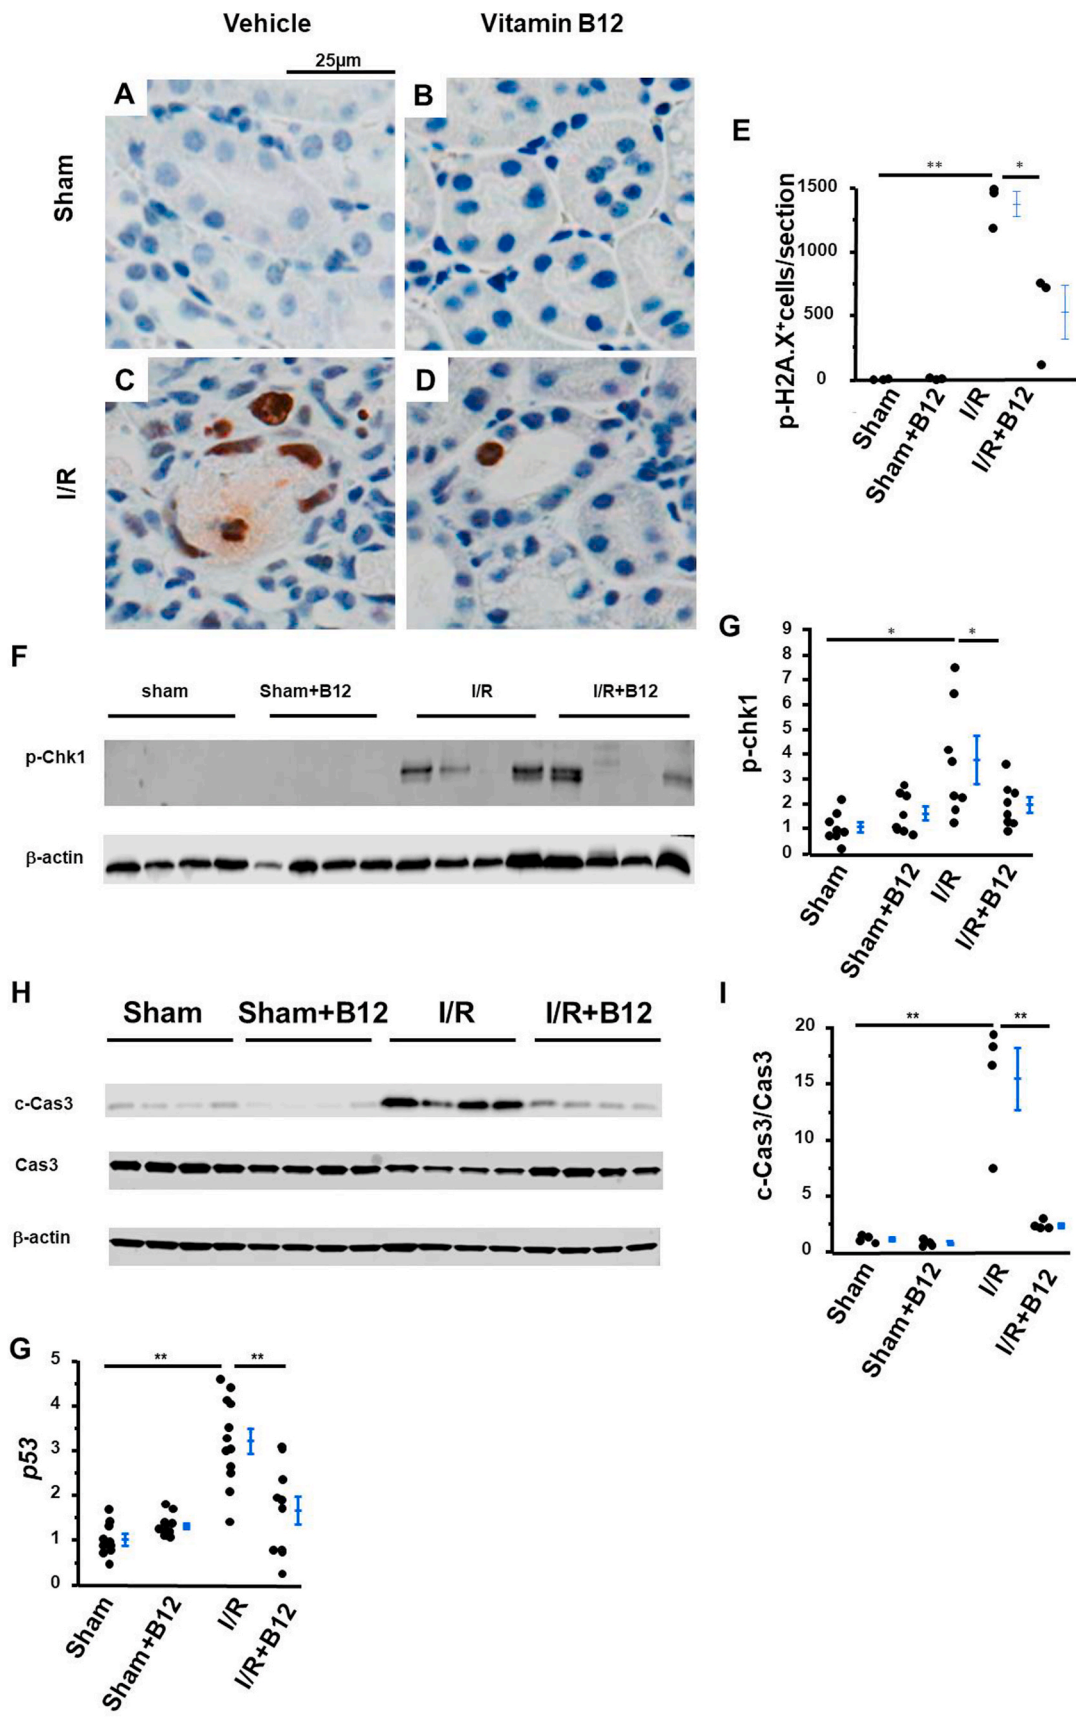 Vehicle
Vitamin B12
25μm
A
B
Sham
C
D
I/R
E
** *
p-H2A.X⁺cells/section
1500
1000
500
0
Sham
Sham+B12
I/R
I/R+B12
F
sham Sham+B12 I/R I/R+B12
p-Chk1
β-actin
G
* *
p-chk1
9
8
7
6
5
4
3
2
1
0
Sham
Sham+B12
I/R
I/R+B12
H
Sham Sham+B12 I/R I/R+B12
c-Cas3
Cas3
β-actin
I
** **
c-Cas3/Cas3
20
15
10
5
0
Sham
Sham+B12
I/R
I/R+B12
G
** **
p53
5
4
3
2
1
0
Sham
Sham+B12
I/R
I/R+B12